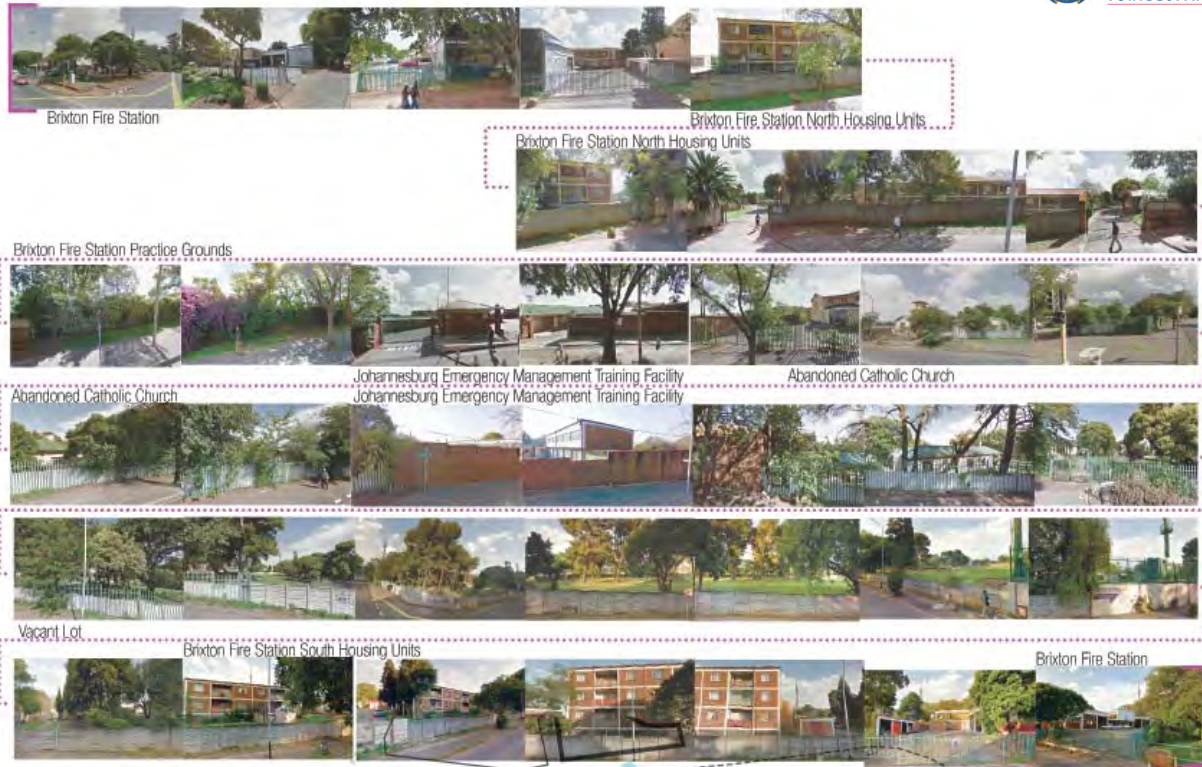 Brixton Fire Station
Brixton Fire Station North Housing Units
Brixton Fire Station North Housing Units
Brixton Fire Station Practice Grounds
Johannesburg Emergency Management Training Facility
Abandoned Catholic Church
Abandoned Catholic Church
Johannesburg Emergency Management Training Facility
Vacant Lot
Brixton Fire Station South Housing Units
Brixton Fire Station